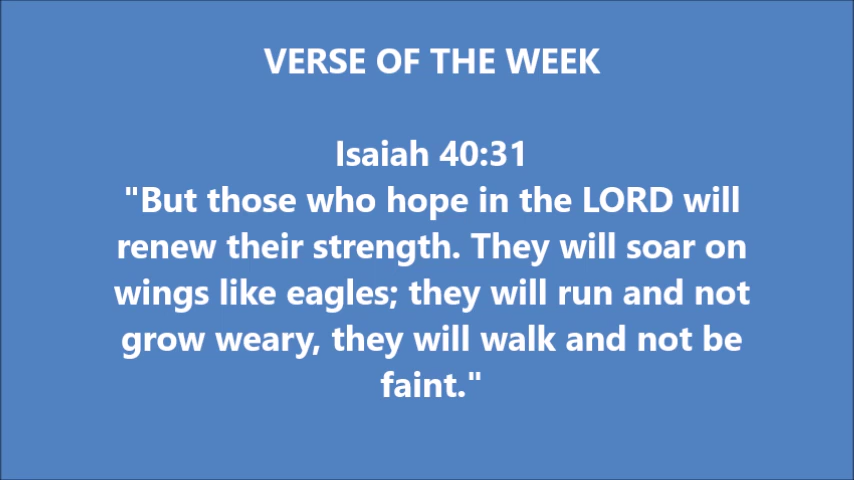 VERSE OF THE WEEK
Isaiah 40:31
"But those who hope in the LORD will
renew their strength. They will soar on
wings like eagles; they will run and not
grow weary, they will walk and not be
faint."